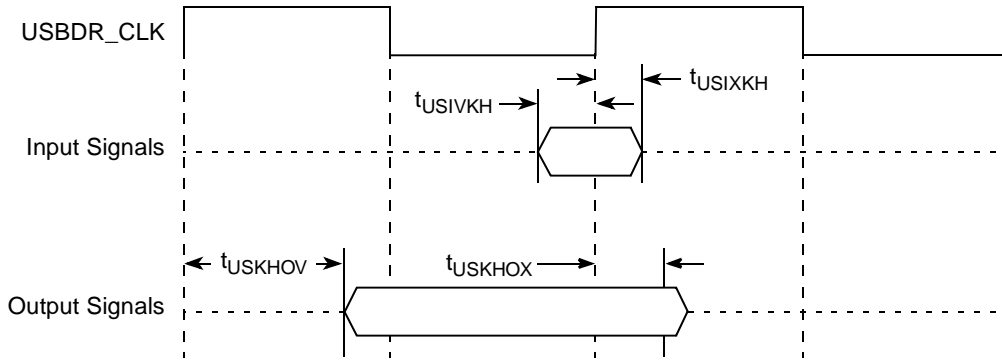 USBDR_CLK
tUSIXKH
tUSIVKH
Input Signals
tUSKHOV
tUSKHOX
Output Signals